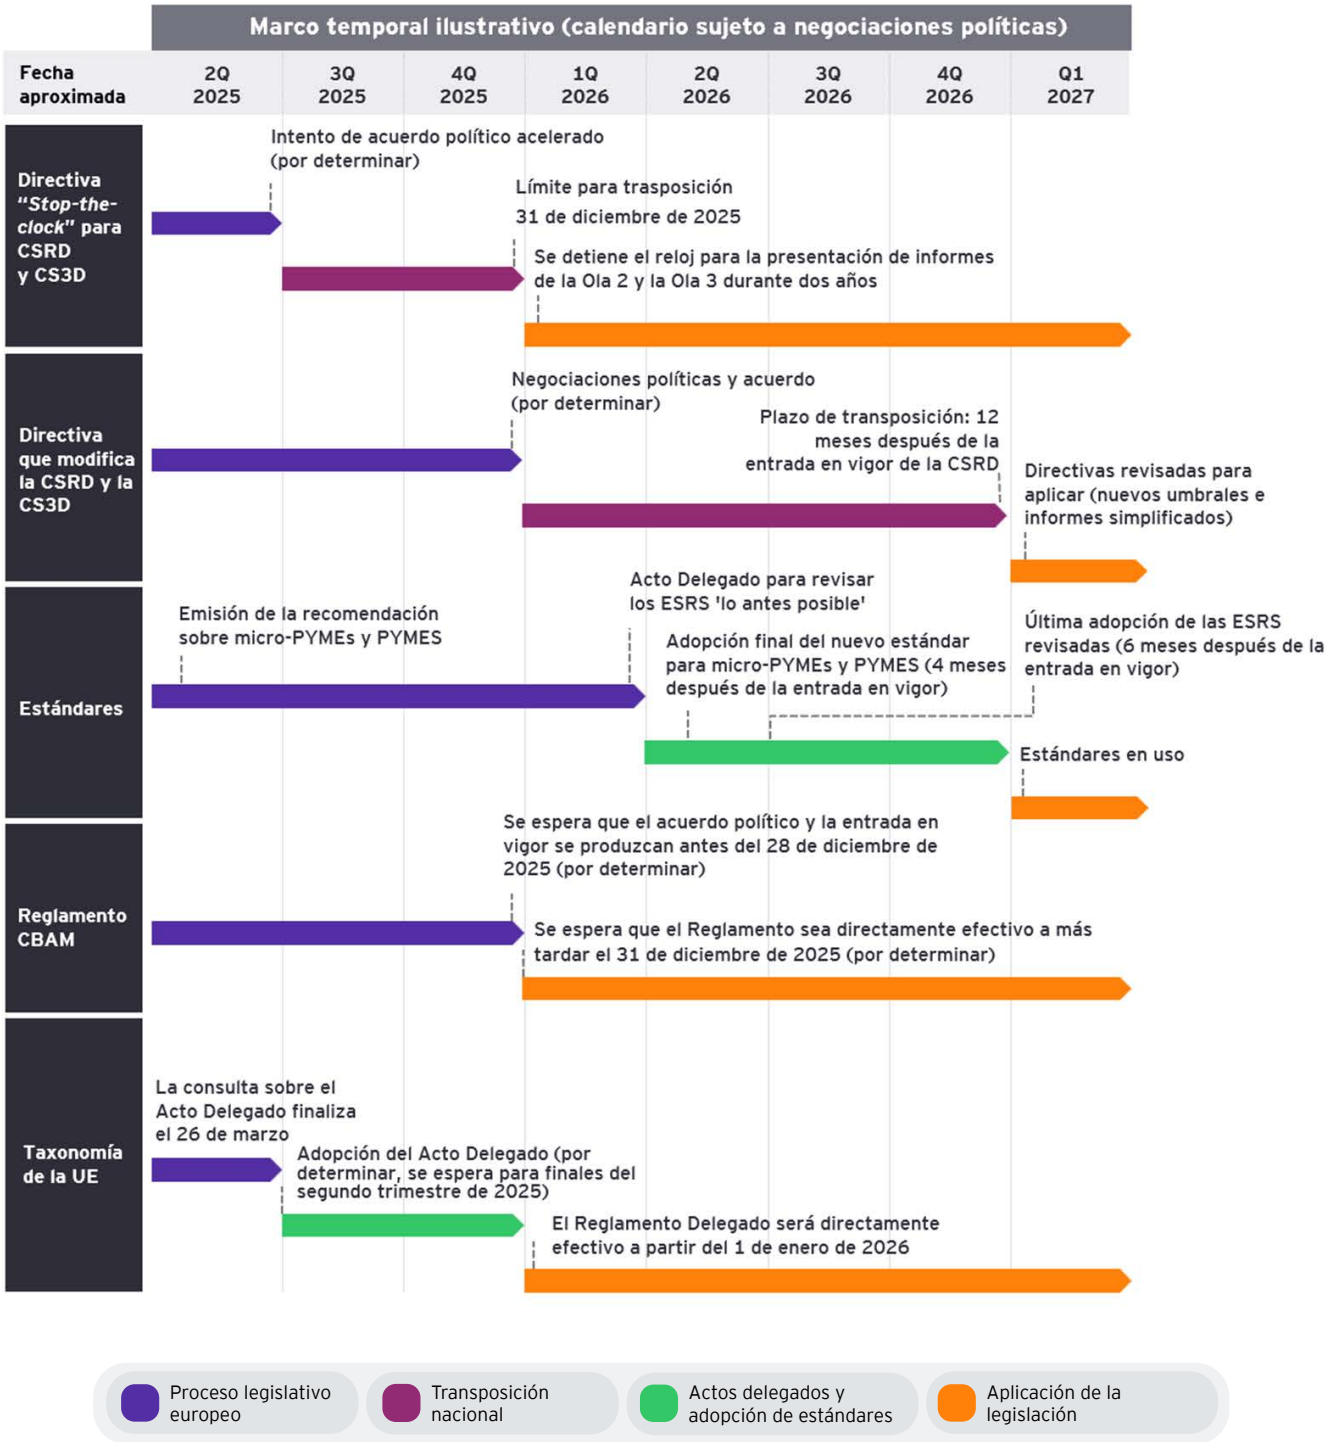 Marco temporal ilustrativo (calendario sujeto a negociaciones políticas)
Fecha
aproximada
2Q
2025
3Q
2025
4Q
2025
1Q
2026
2Q
2026
3Q
2026
4Q
2026
Q1
2027
Directiva
“Stop-the-
clock” para
CSRD
y CS3D
Intento de acuerdo político acelerado
(por determinar)
Límite para trasposición
31 de diciembre de 2025
Se detiene el reloj para la presentación de informes
de la Ola 2 y la Ola 3 durante dos años
Directiva
que modifica
la CSRD y la
CS3D
Negociaciones políticas y acuerdo
(por determinar)
Plazo de transposición: 12
meses después de la
entrada en vigor de la CSRD
Directivas revisadas para
aplicar (nuevos umbrales e
informes simplificados)
Estándares
Emisión de la recomendación
sobre micro-PYMEs y PYMES
Acto Delegado para revisar
los ESRS 'lo antes posible'
Adopción final del nuevo estándar
para micro-PYMEs y PYMES (4 meses
después de la entrada en vigor)
Última adopción de las ESRS
revisadas (6 meses después de la
entrada en vigor)
Estándares en uso
Reglamento
CBAM
Se espera que el acuerdo político y la entrada en
vigor se produzcan antes del 28 de diciembre de
2025 (por determinar)
Se espera que el Reglamento sea directamente efectivo a más
tardar el 31 de diciembre de 2025 (por determinar)
Taxonomía
de la UE
La consulta sobre el
Acto Delegado finaliza
el 26 de marzo
Adopción del Acto Delegado (por
determinar, se espera para finales del
segundo trimestre de 2025)
El Reglamento Delegado será directamente
efectivo a partir del 1 de enero de 2026
Proceso legislativo
europeo
Transposición
nacional
Actos delegados y
adopción de estándares
Aplicación de la
legislación